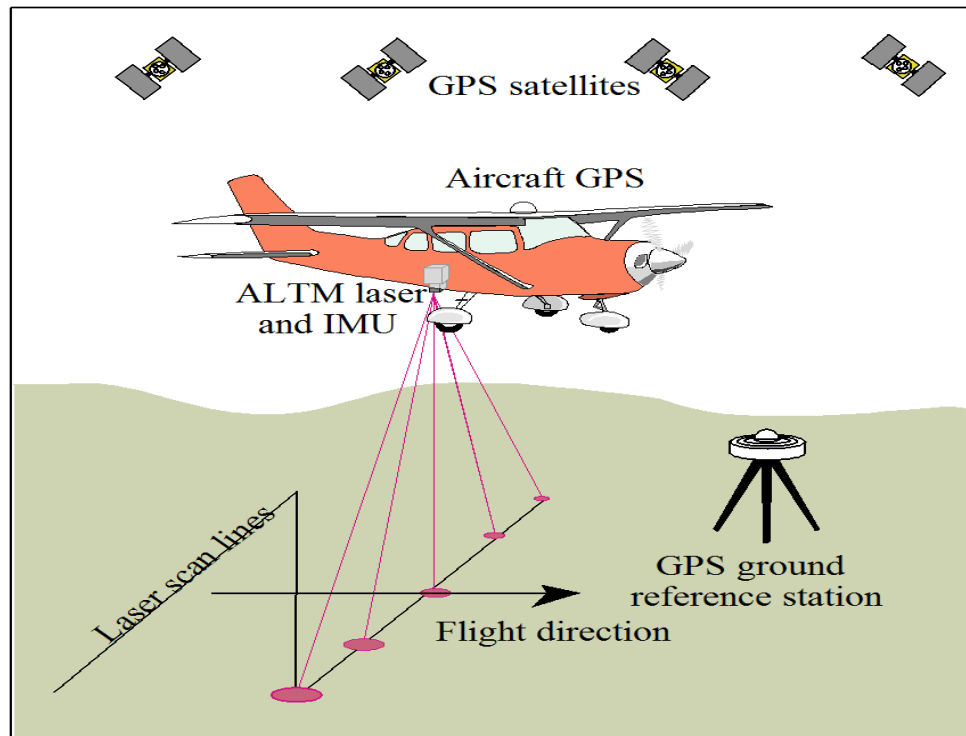 GPS satellites
Aircraft GPS
ALTM laser
and IMU
Laser scan lines
GPS ground
reference station
Flight direction